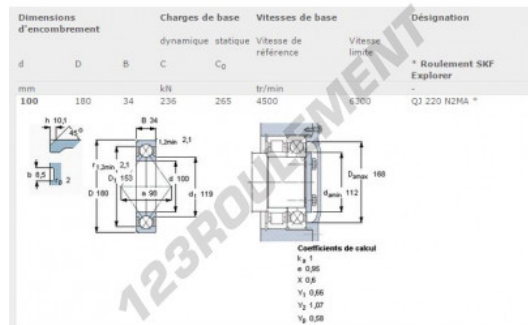 Dimensions d'encombrement Charges de base Vitesses de base Désignation
dynamique statique Vitesse de référence Vitesse limite
d D B C C0 * Roulement SKF Explorer
mm kN tr/min -
100 180 34 236 265 4500 6300 QJ 220 N2MA *
h 10,1
45°
B 34
r1,2min 2,1
b 8,5
r1,2min 2,1
D1 153
d 100
D 180
a 98
d1 119
2
Damax 168
damin 112
123ROULEMENT
Coefficients de calcul
ka 1
e 0,95
X 0,6
Y1 0,66
Y2 1,07
Y0 0,58